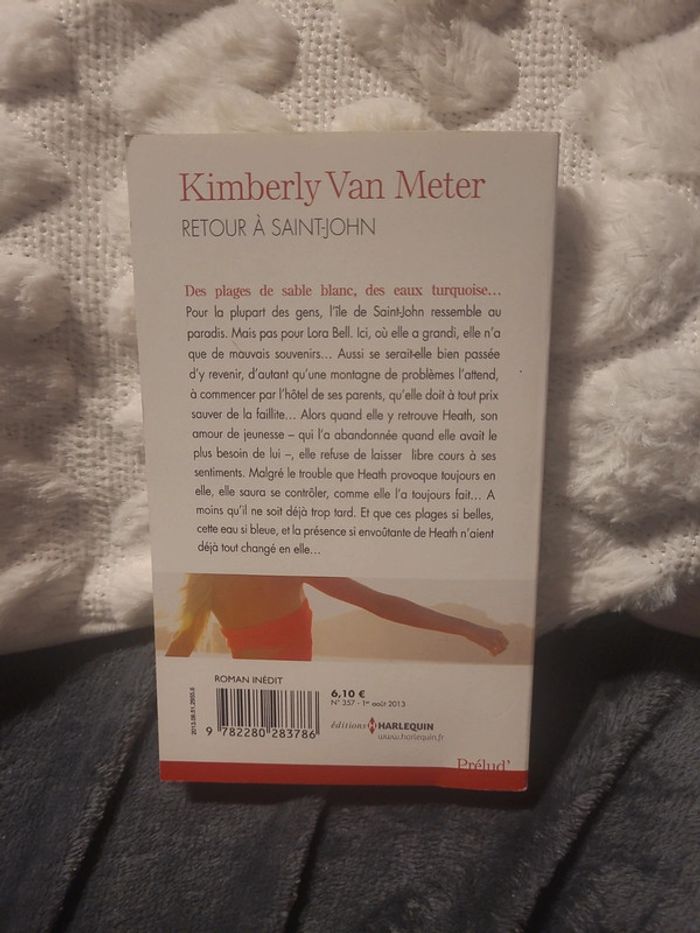 Kimberly Van Meter
RETOUR À SAINT-JOHN
Des plages de sable blanc, des eaux turquoise...
Pour la plupart des gens, l'île de Saint-John ressemble au
paradis. Mais pas pour Lora Bell. Ici, où elle a grandi, elle n'a
que de mauvais souvenirs... Aussi se serait-elle bien passée
d'y revenir, d'autant qu'une montagne de problèmes l'attend,
à commencer par l'hôtel de ses parents, qu'elle doit à tout prix
sauver de la faillite... Alors quand elle y retrouve Heath, son
amour de jeunesse – qui l'a abandonnée quand elle avait le
plus besoin de lui –, elle refuse de laisser libre cours à ses
sentiments. Malgré le trouble que Heath provoque toujours en
elle, elle saura se contrôler, comme elle l'a toujours fait... A
moins qu'il ne soit déjà trop tard. Et que ces plages si belles,
cette eau si bleue, et la présence si envoûtante de Heath n'aient
déjà tout changé en elle...
ROMAN INÉDIT
6,10 €
N° 357 - 1er août 2013
9 782280 283786
éditions HARLEQUIN
www.harlequin.fr
Prélud'